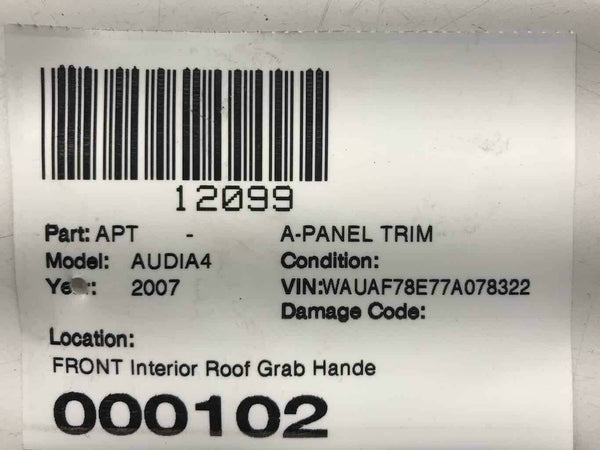 12099
Part: APT - A-PANEL TRIM
Model: AUDIA4 Condition:
Year: 2007 VIN:WAUAF78E77A078322
Damage Code:
Location:
FRONT Interior Roof Grab Hande
000102